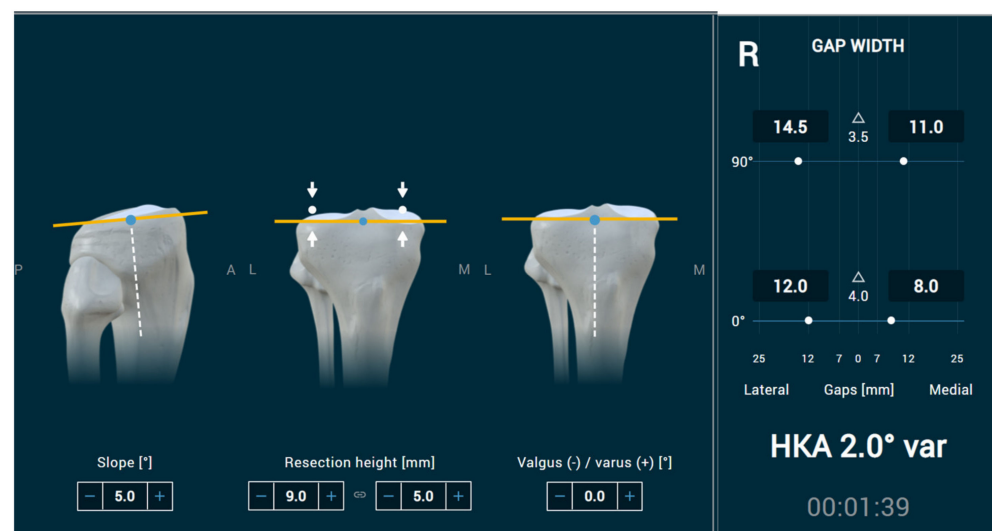 R
GAP WIDTH
14.5 △ 3.5 11.0
90°
12.0 △ 4.0 8.0
0°
25 12 7 0 7 12 25
Lateral Gaps [mm] Medial
HKA 2.0° var
00:01:39
P A L M L M
Slope [°]
− 5.0 +
Resection height [mm]
− 9.0 + − 5.0 +
Valgus (-) / varus (+) [°]
− 0.0 +